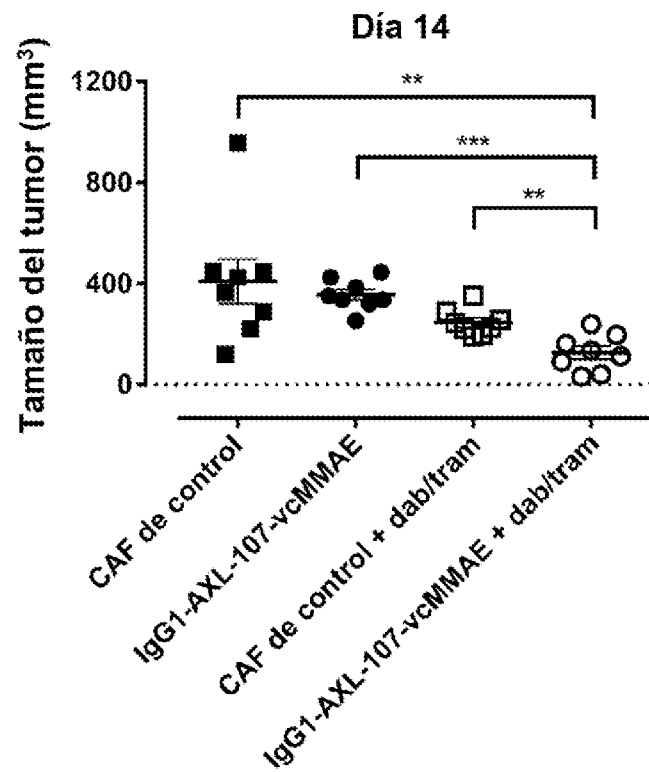 Día 14
Tamaño del tumor (mm³)
1200
800
400
0
**
***
**
CAF de control
IgG1-AXL-107-vcMMAE
CAF de control + dab/tram
IgG1-AXL-107-vcMMAE + dab/tram